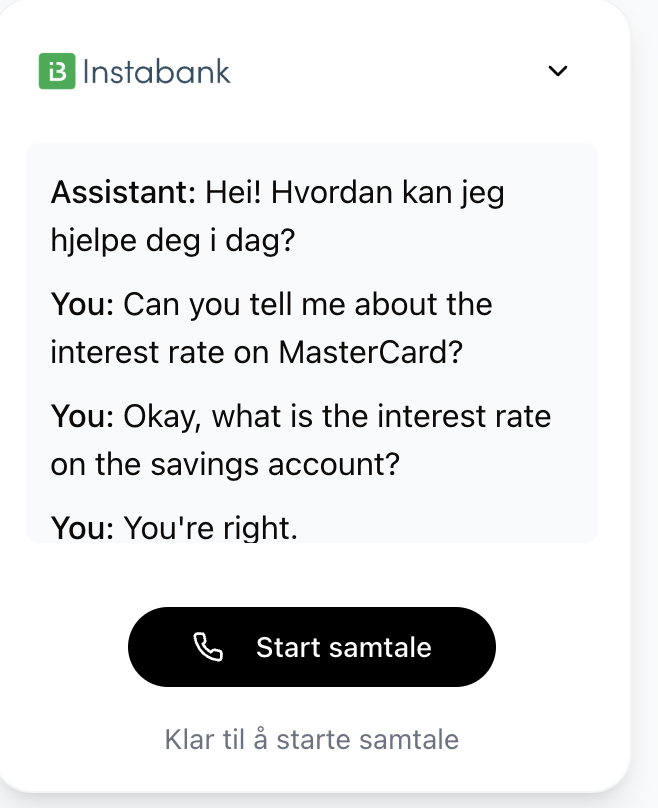 iB Instabank
Assistant: Hei! Hvordan kan jeg
hjelpe deg i dag?
You: Can you tell me about the
interest rate on MasterCard?
You: Okay, what is the interest rate
on the savings account?
You: You're right.
Start samtale
Klar til å starte samtale